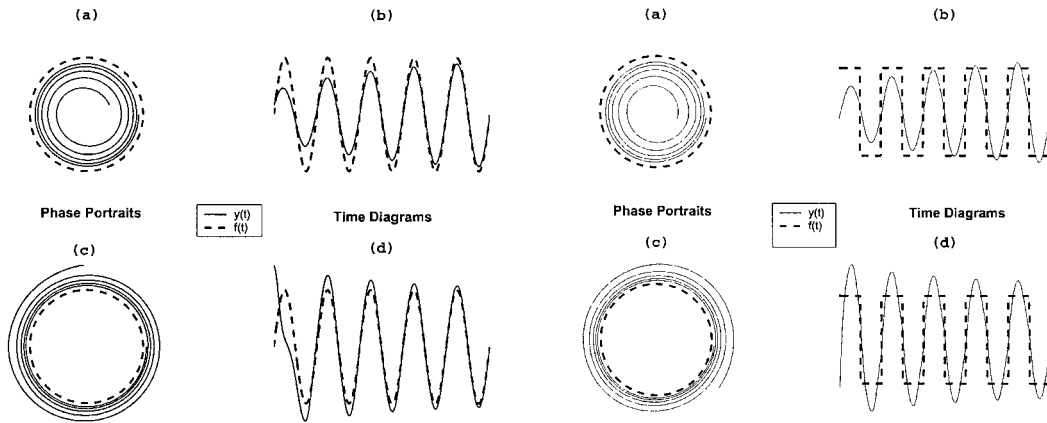 (a)
(b)
Phase Portraits
y(t)
f(t)
Time Diagrams
(c)
(d)
(a)
(b)
Phase Portraits
y(t)
f(t)
Time Diagrams
(c)
(d)